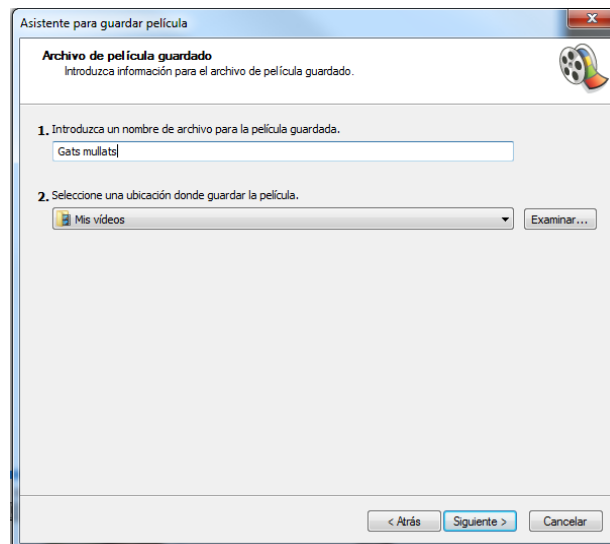 Asistente para guardar película
Archivo de película guardado
Introduzca información para el archivo de película guardado.
1. Introduzca un nombre de archivo para la película guardada.
Gats mullats
2. Seleccione una ubicación donde guardar la película.
Mis vídeos
Examinar...
< Atrás
Siguiente >
Cancelar